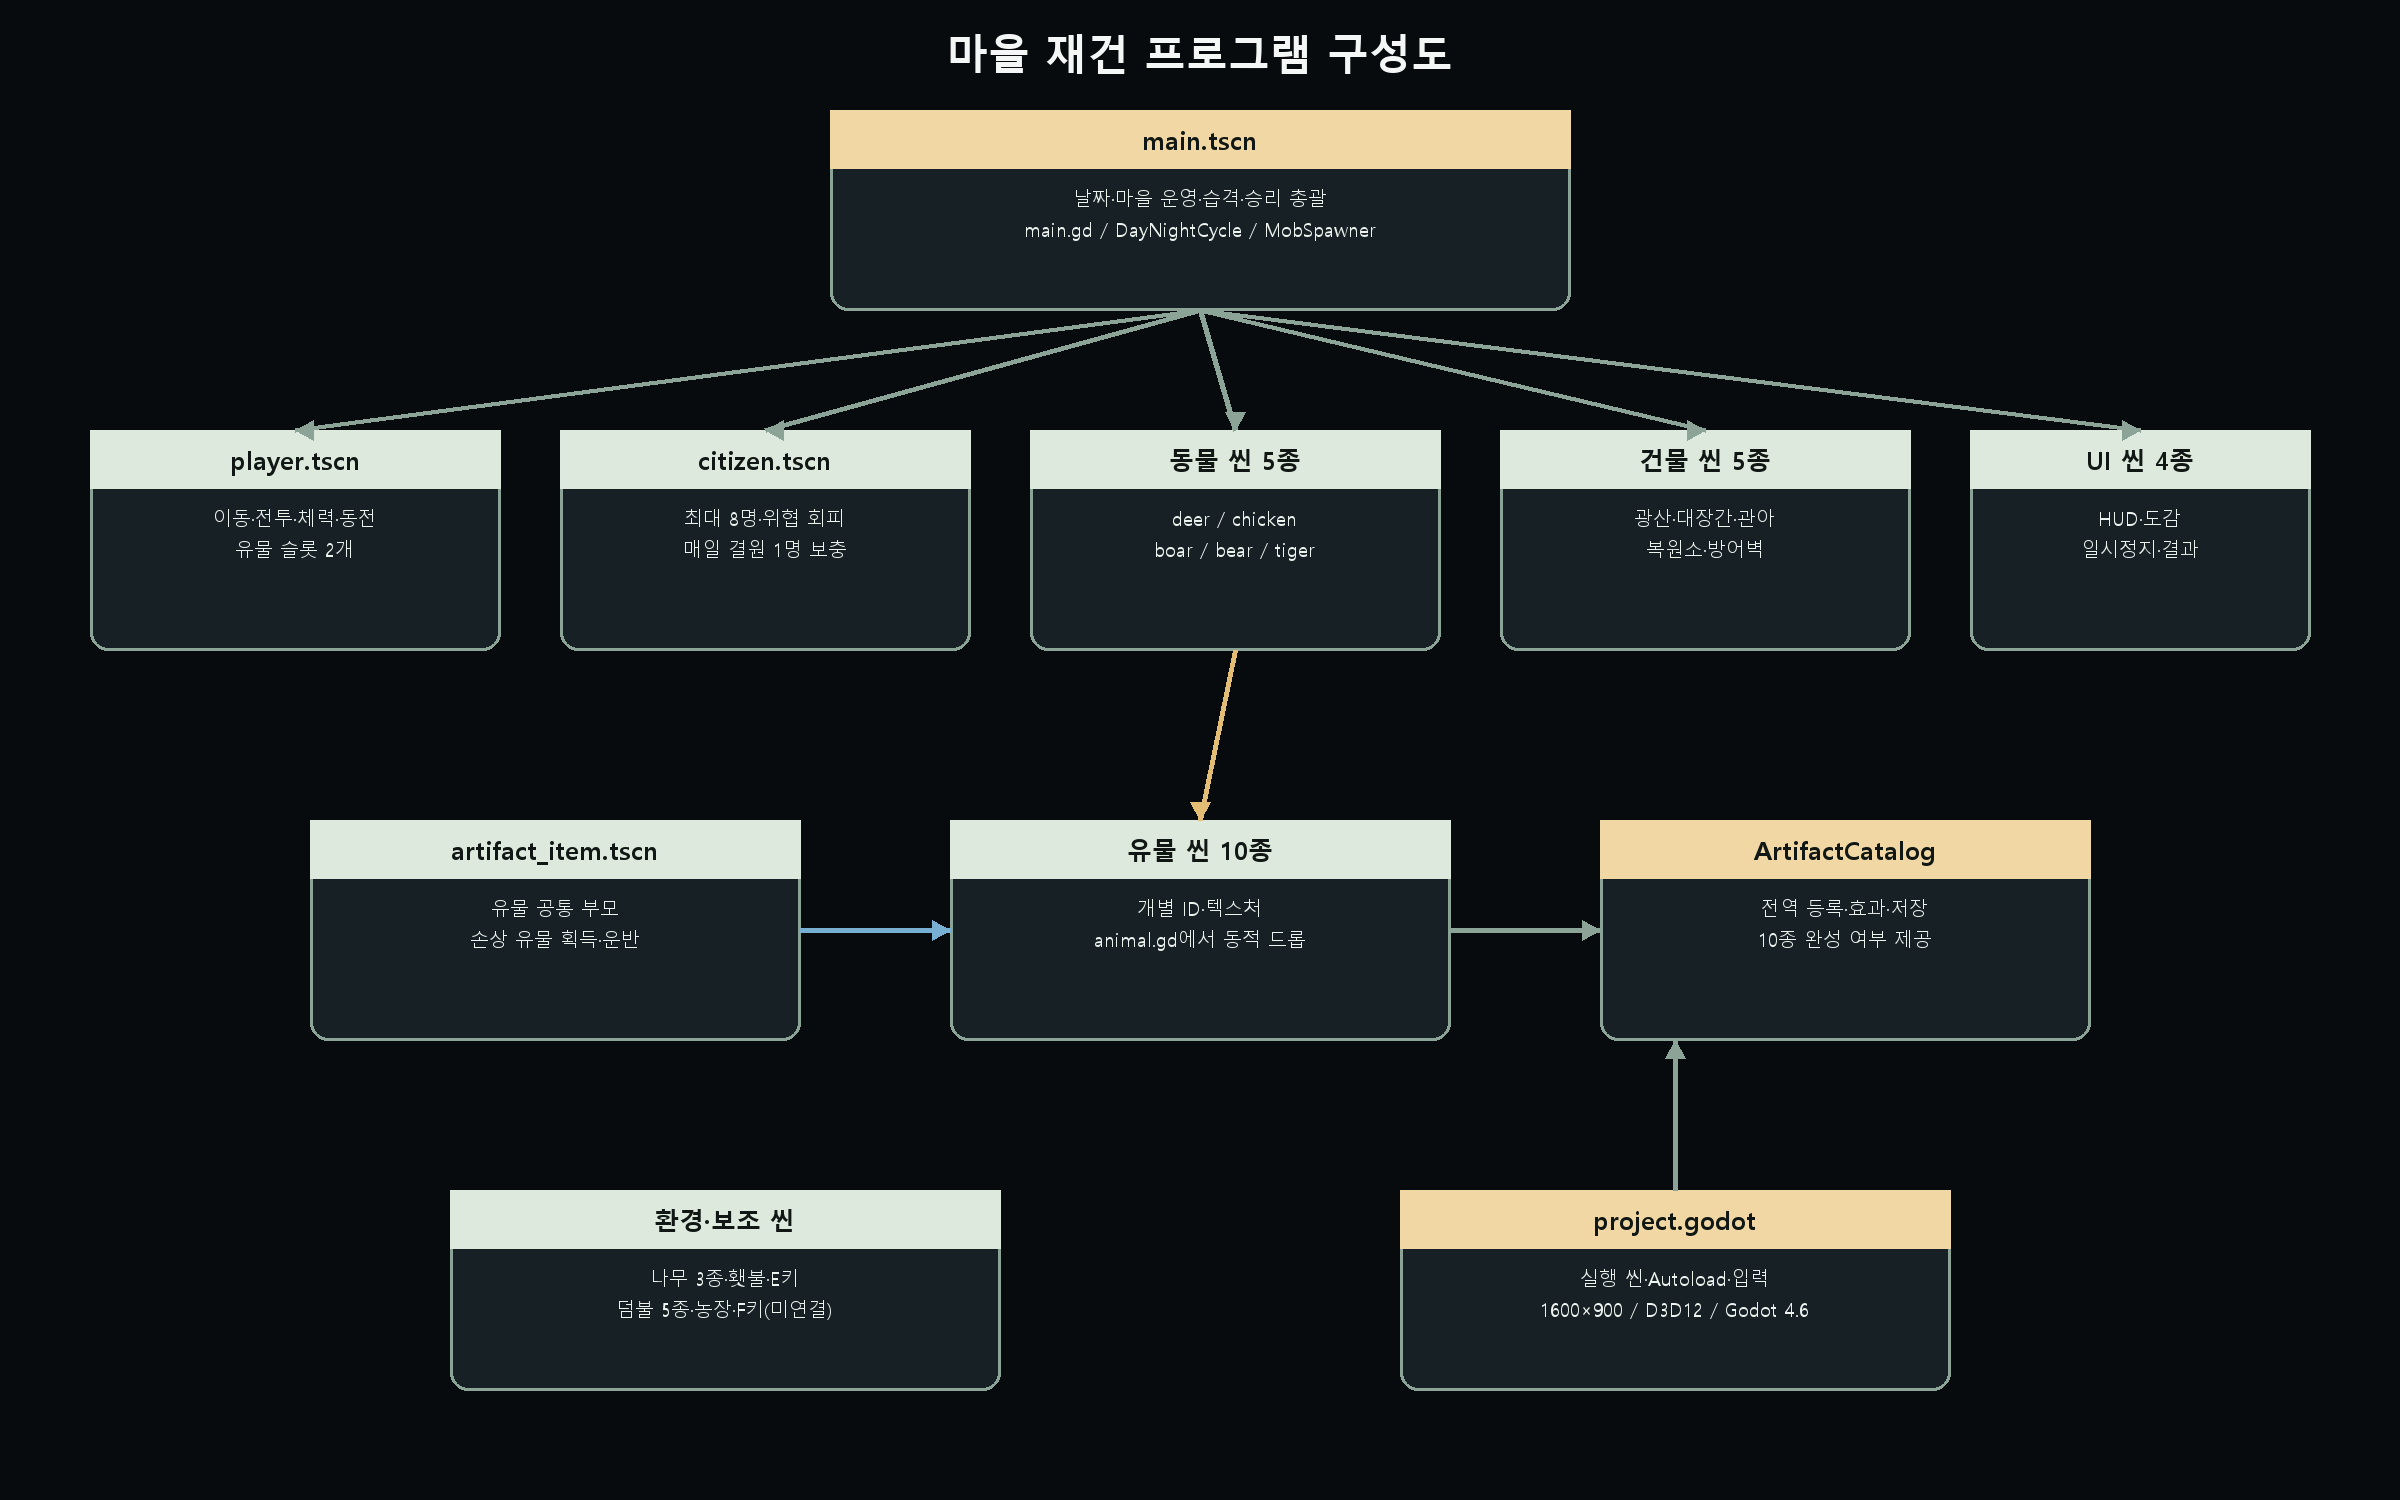 마을 재건 프로그램 구성도
main.tscn
날짜·마을 운영·습격·승리 총괄
main.gd / DayNightCycle / MobSpawner
player.tscn
이동·전투·체력·동전
유물 슬롯 2개
citizen.tscn
최대 8명·위협 회피
매일 결원 1명 보충
동물 씬 5종
deer / chicken
boar / bear / tiger
건물 씬 5종
광산·대장간·관아
복원소·방어벽
UI 씬 4종
HUD·도감
일시정지·결과
artifact_item.tscn
유물 공통 부모
손상 유물 획득·운반
유물 씬 10종
개별 ID·텍스처
animal.gd에서 동적 드롭
ArtifactCatalog
전역 등록·효과·저장
10종 완성 여부 제공
환경·보조 씬
나무 3종·횃불·E키
덤불 5종·농장·F키(미연결)
project.godot
실행 씬·Autoload·입력
1600×900 / D3D12 / Godot 4.6